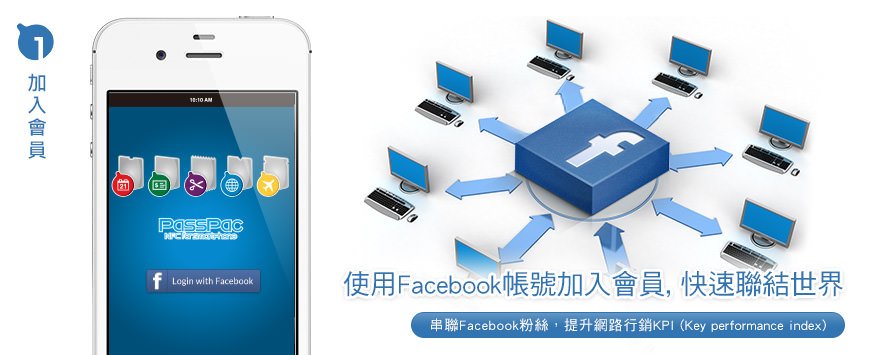 1
加入會員
10:10 AM
21
$
PassPac
NFC for smartphone
f
Login with Facebook
f
使用Facebook帳號加入會員, 快速聯結世界
串聯Facebook粉絲，提升網路行銷KPI (Key performance index)